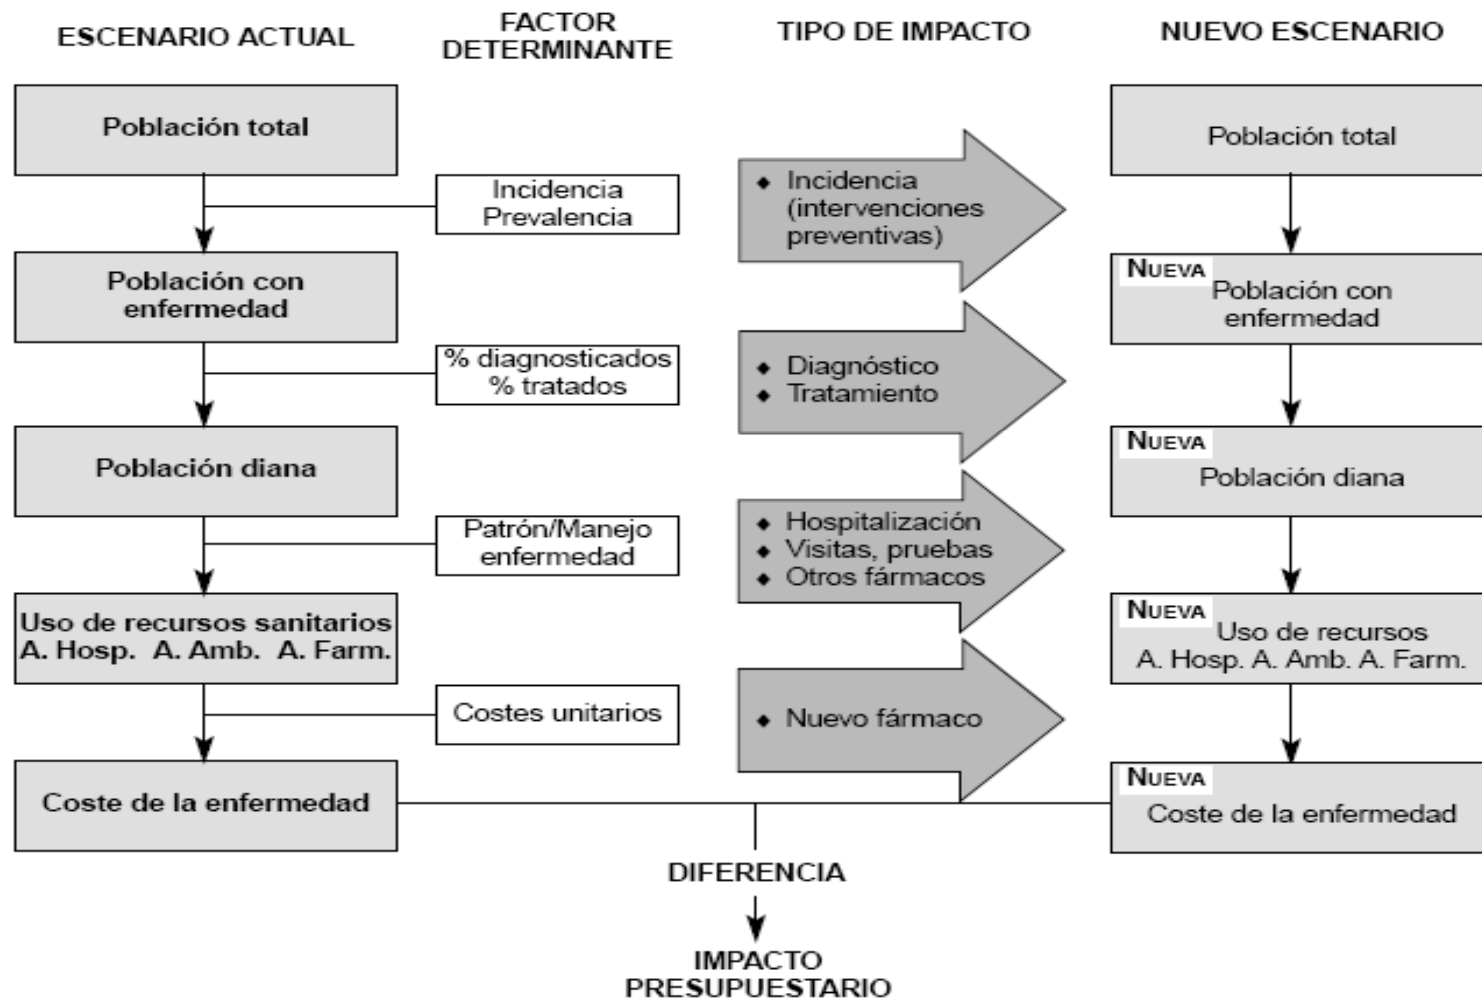 ESCENARIO ACTUAL
FACTOR
DETERMINANTE
TIPO DE IMPACTO
NUEVO ESCENARIO
Población total
Incidencia
Prevalencia
◆ Incidencia
(intervenciones
preventivas)
Población total
Población con
enfermedad
NUEVA
Población con
enfermedad
% diagnosticados
% tratados
◆ Diagnóstico
◆ Tratamiento
Población diana
NUEVA
Población diana
Patrón/Manejo
enfermedad
◆ Hospitalización
◆ Visitas, pruebas
◆ Otros fármacos
Uso de recursos sanitarios
A. Hosp. A. Amb. A. Farm.
NUEVA
Uso de recursos
A. Hosp. A. Amb. A. Farm.
Costes unitarios
◆ Nuevo fármaco
Coste de la enfermedad
NUEVA
Coste de la enfermedad
DIFERENCIA
IMPACTO
PRESUPUESTARIO